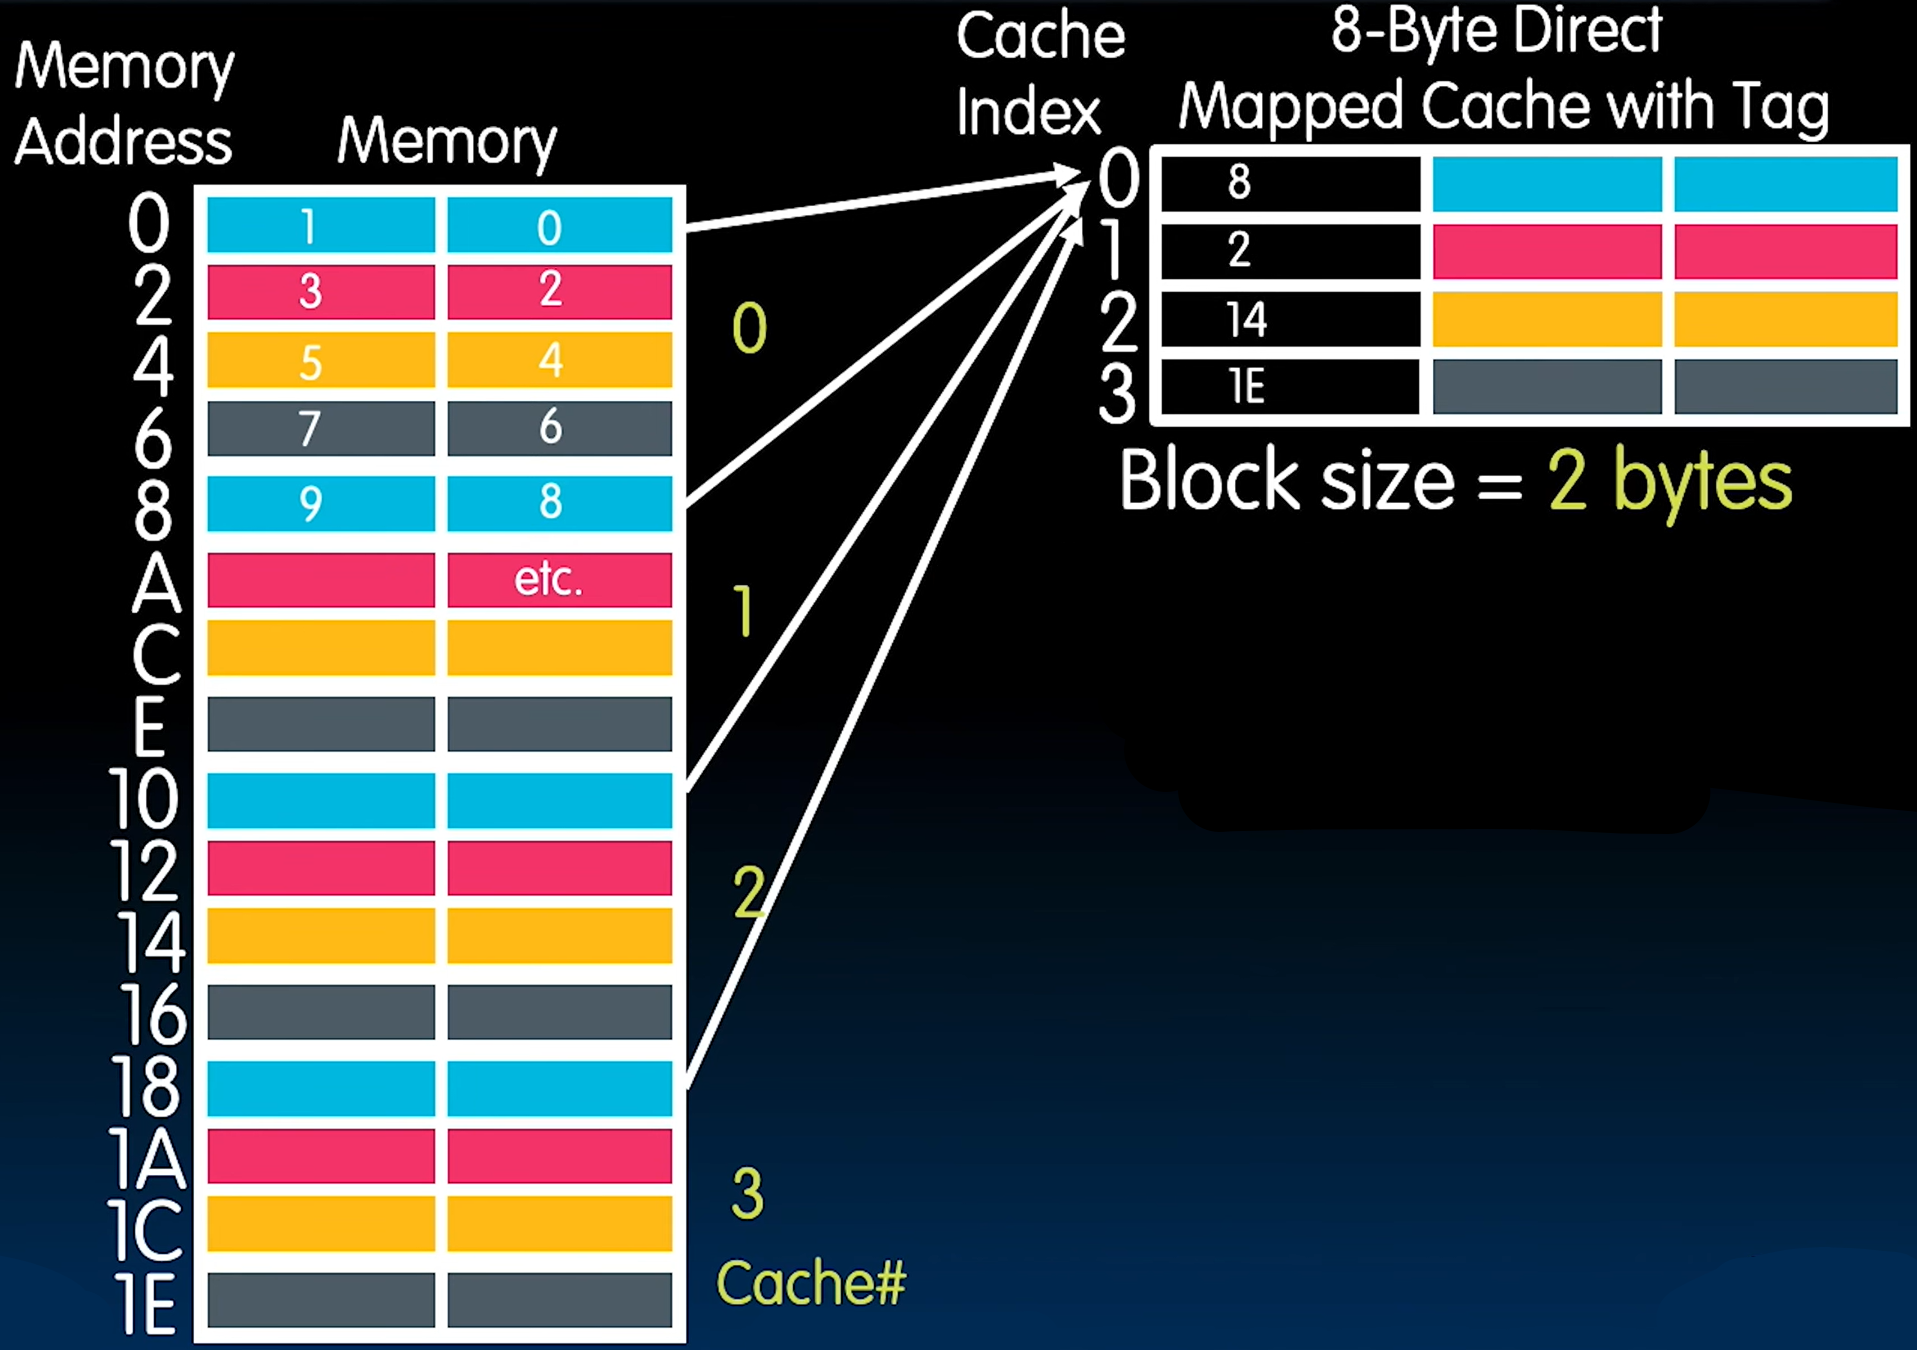 Memory
Address
Memory
0
1 0
2
3 2
4
5 4
6
7 6
8
9 8
A
etc.
C
E
10
12
14
16
18
1A
1C
1E
0
1
2
3
Cache#
Cache
Index
8-Byte Direct
Mapped Cache with Tag
0 8
1 2
2 14
3 1E
Block size = 2 bytes